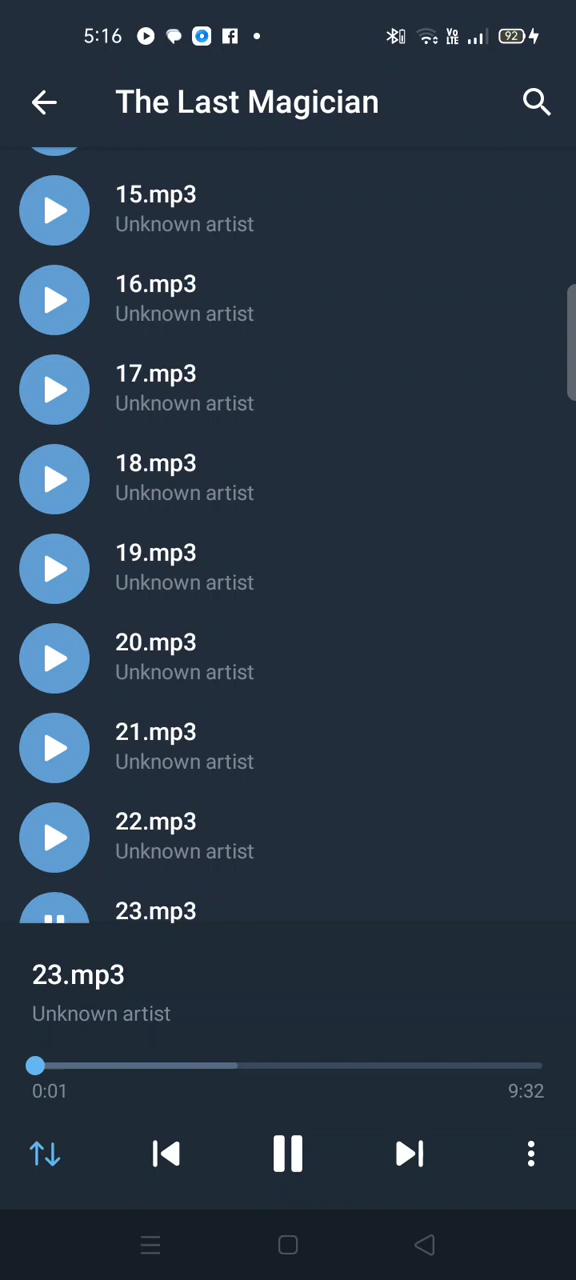 5:16
Vo
LTE
92
The Last Magician
15.mp3
Unknown artist
16.mp3
Unknown artist
17.mp3
Unknown artist
18.mp3
Unknown artist
19.mp3
Unknown artist
20.mp3
Unknown artist
21.mp3
Unknown artist
22.mp3
Unknown artist
23.mp3
23.mp3
Unknown artist
0:01
9:32